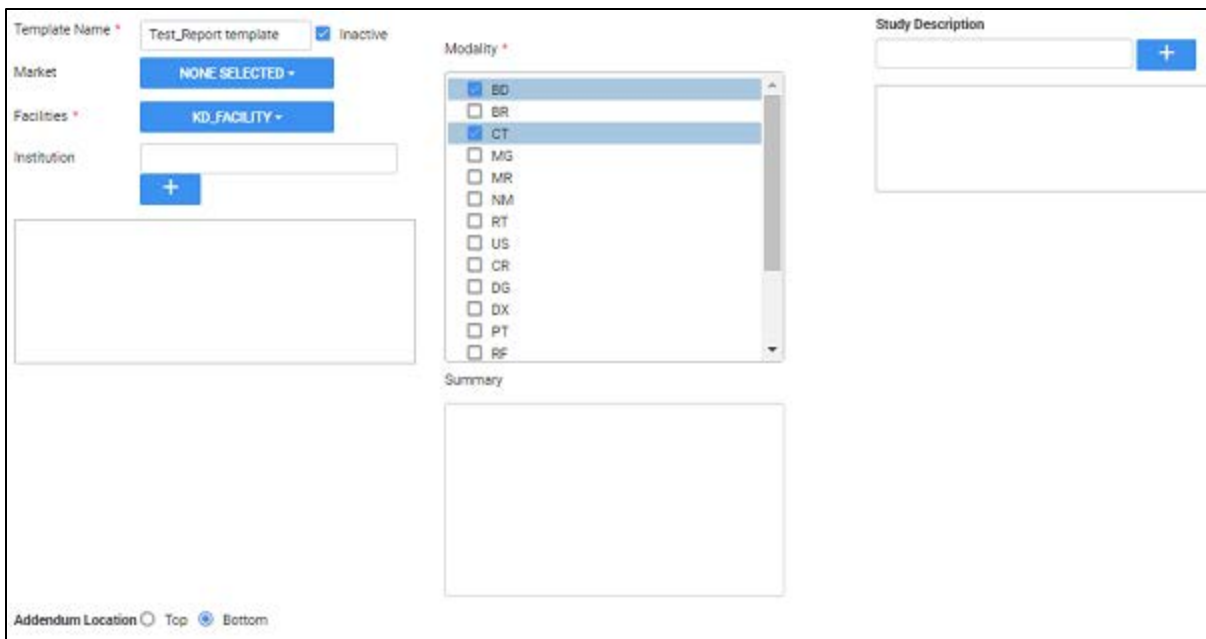 Template Name *
Test_Report template
Inactive
Market
NONE SELECTED
Facilities *
KD_FACILITY
Institution
+
Modality *
BD
BR
CT
MG
MR
NM
RT
US
CR
DG
DX
PT
RF
Summary
Study Description
+
Addendum Location Top Bottom